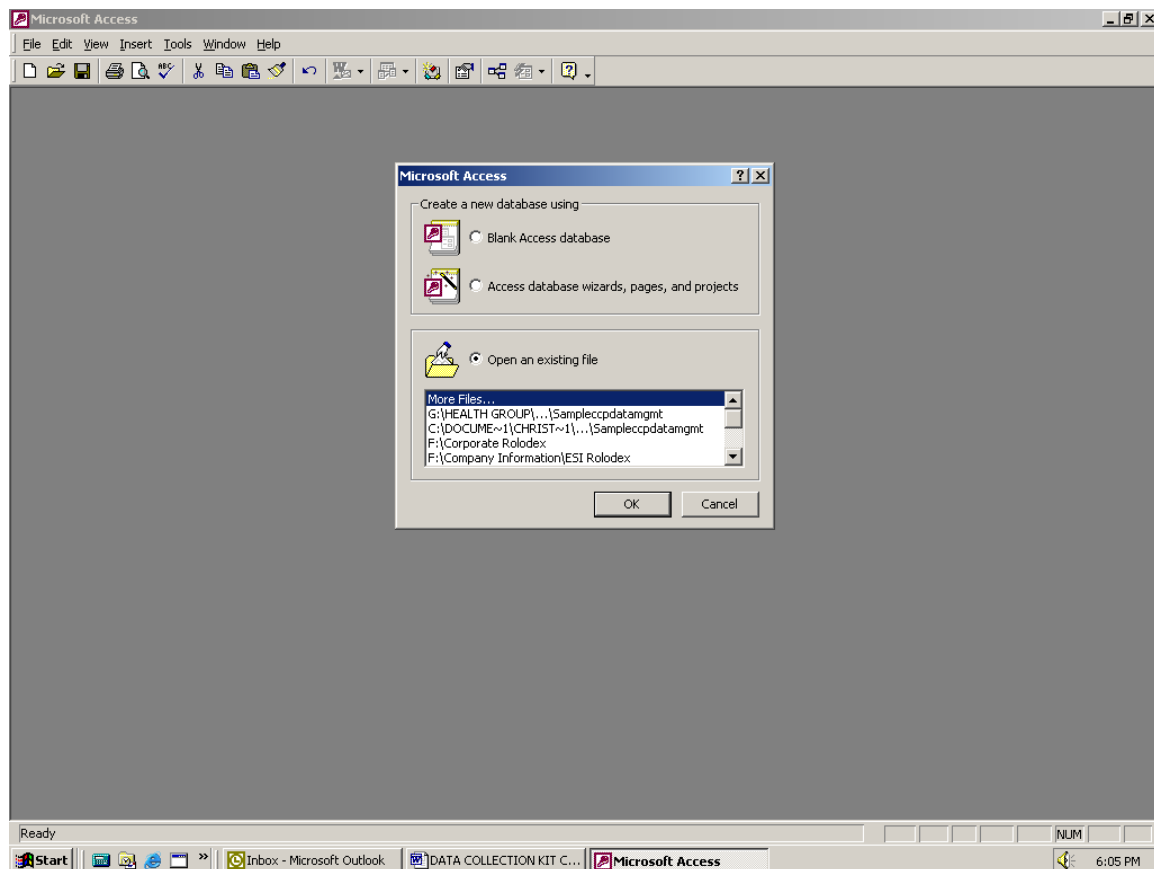 Microsoft Access
File Edit View Insert Tools Window Help
ABC
Microsoft Access
Create a new database using
Blank Access database
Access database wizards, pages, and projects
Open an existing file
More Files...
G:\HEALTH GROUP\...\Sampleccpdatamgmt
C:\DOCUME~1\CHRIST~1\...\Sampleccpdatamgmt
F:\Corporate Rolodex
F:\Company Information\ESI Rolodex
OK Cancel
Ready NUM
Start » Inbox - Microsoft Outlook DATA COLLECTION KIT C... Microsoft Access 6:05 PM